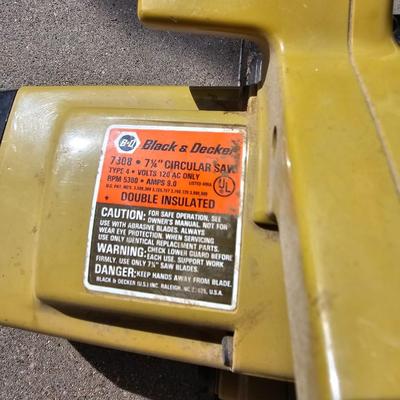 B&D Black & Decker
7308 • 7¼" CIRCULAR SAW
TYPE 4 • VOLTS 120 AC ONLY
RPM 5300 • AMPS 9.0 LISTED
U.S. PAT. NO'S.
UL
DOUBLE INSULATED
CAUTION: FOR SAFE OPERATION, SEE
OWNER'S MANUAL. NOT FOR
USE WITH ABRASIVE BLADES. ALWAYS
WEAR EYE PROTECTION. WHEN SERVICING
USE ONLY IDENTICAL REPLACEMENT PARTS.
WARNING: CHECK LOWER GUARD BEFORE
EACH USE. SUPPORT WORK
FIRMLY. USE ONLY 7¼" SAW BLADES.
DANGER: KEEP HANDS AWAY FROM BLADE.
BLACK & DECKER (U.S.) INC. RALEIGH, NC U.S.A.